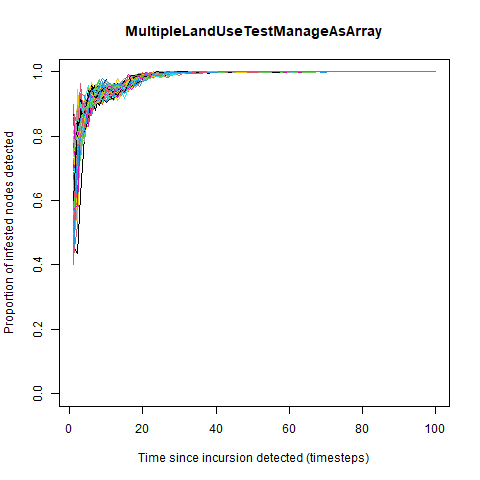 MultipleLandUseTestManageAsArray
Proportion of infested nodes detected
1.0
0.8
0.6
0.4
0.2
0.0
0 20 40 60 80 100
Time since incursion detected (timesteps)